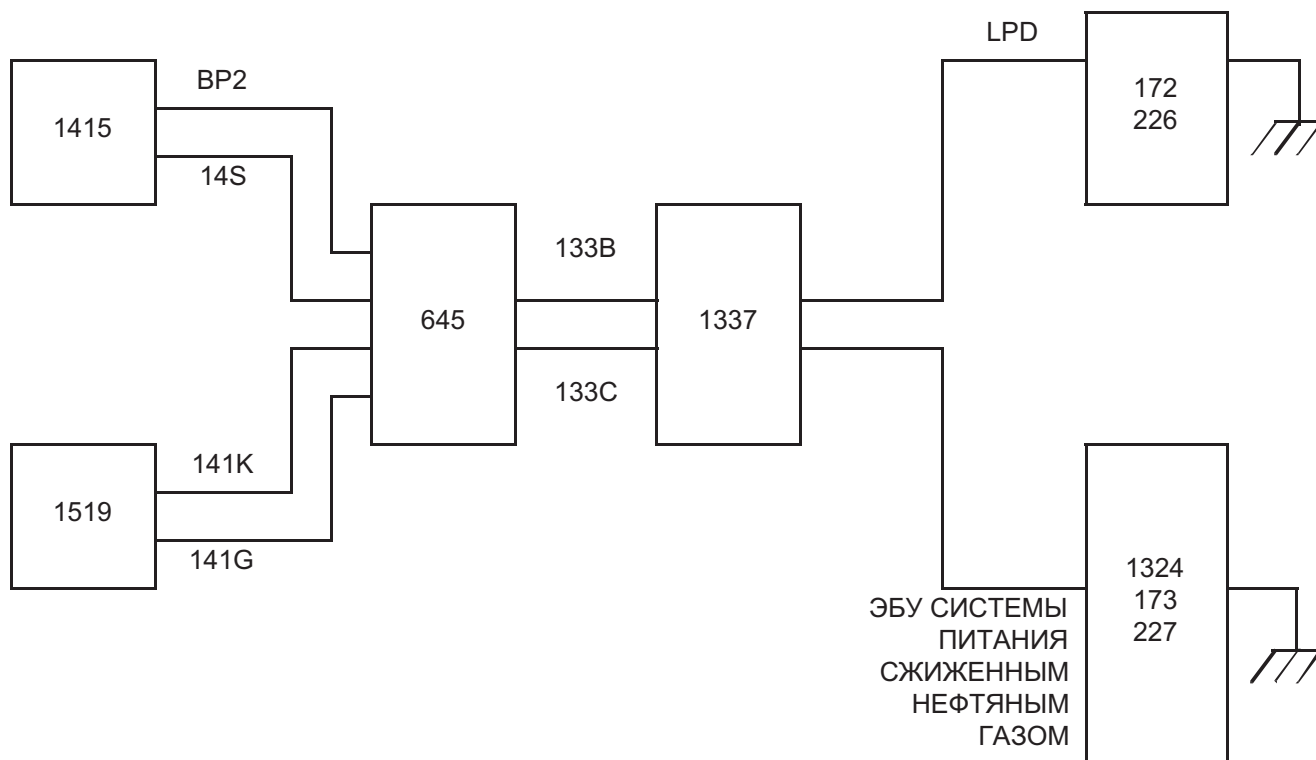 LPD
172
226
BP2
1415
14S
133B
645
1337
133C
141K
1519
141G
1324
173
227
ЭБУ СИСТЕМЫ
ПИТАНИЯ
СЖИЖЕННЫМ
НЕФТЯНЫМ
ГАЗОМ